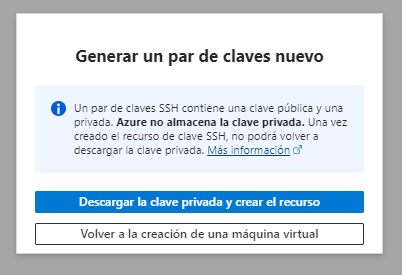 Generar un par de claves nuevo
Un par de claves SSH contiene una clave pública y una
privada. Azure no almacena la clave privada. Una vez
creado el recurso de clave SSH, no podrá volver a
descargar la clave privada. Más información
Descargar la clave privada y crear el recurso
Volver a la creación de una máquina virtual